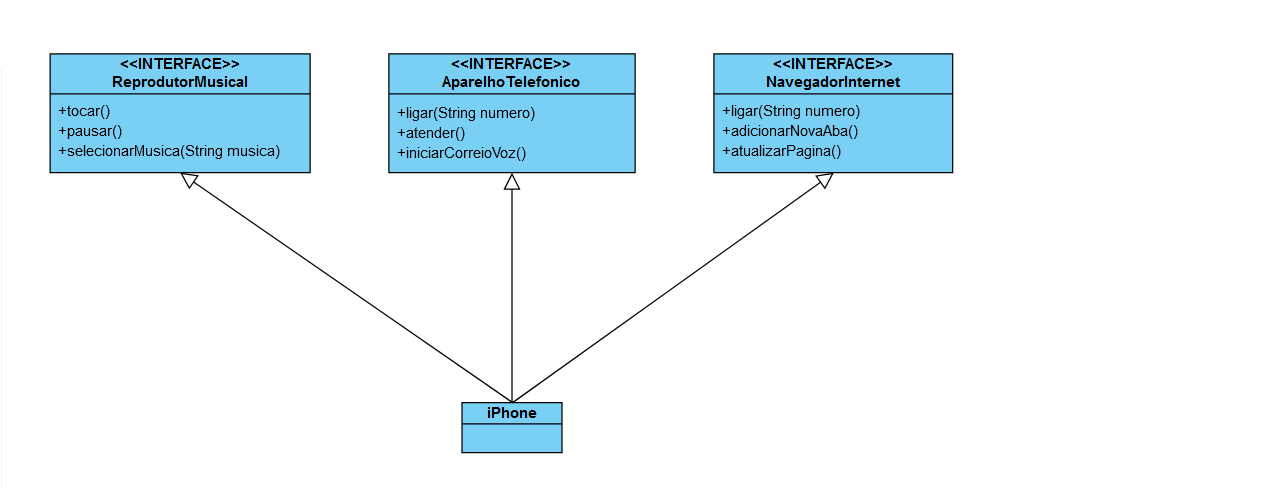 <<INTERFACE>>
ReprodutorMusical
+tocar()
+pausar()
+selecionarMusica(String musica)
<<INTERFACE>>
AparelhoTelefonico
+ligar(String numero)
+atender()
+iniciarCorreioVoz()
<<INTERFACE>>
NavegadorInternet
+ligar(String numero)
+adicionarNovaAba()
+atualizarPagina()
iPhone